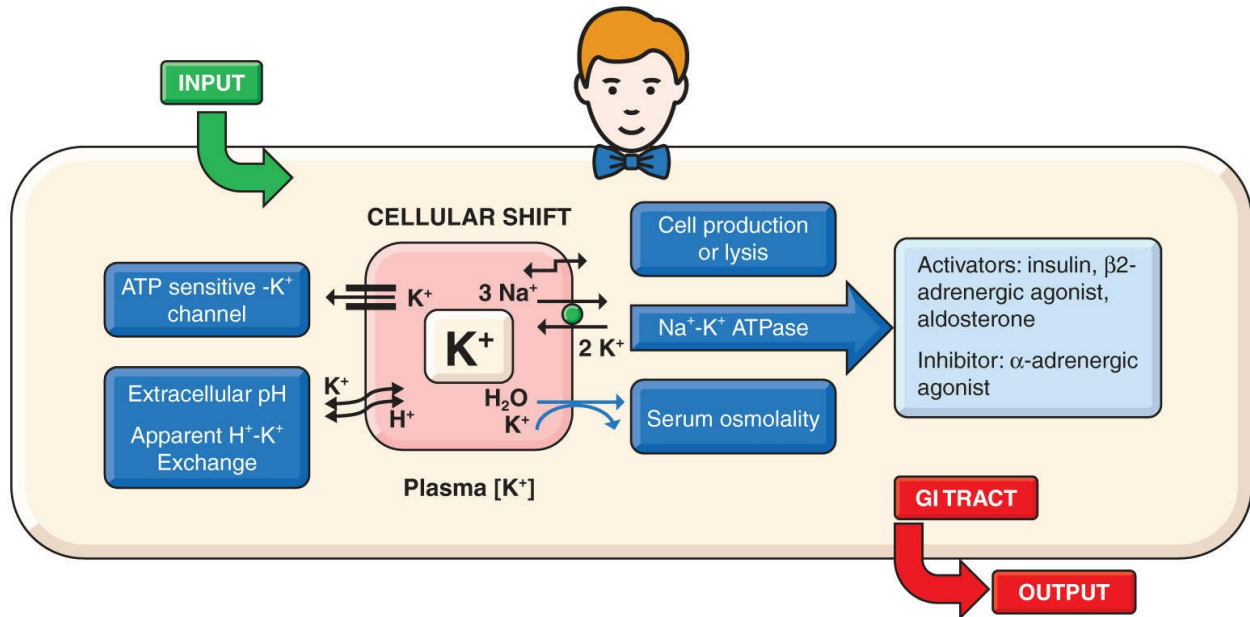 INPUT
CELLULAR SHIFT
ATP sensitive -K⁺
channel
Extracellular pH
Apparent H⁺-K⁺
Exchange
K⁺
K⁺
H⁺
K⁺
3 Na⁺
2 K⁺
H₂O
K⁺
Plasma [K⁺]
Cell production
or lysis
Na⁺-K⁺ ATPase
Serum osmolality
Activators: insulin, β2-
adrenergic agonist,
aldosterone
Inhibitor: α-adrenergic
agonist
GI TRACT
OUTPUT